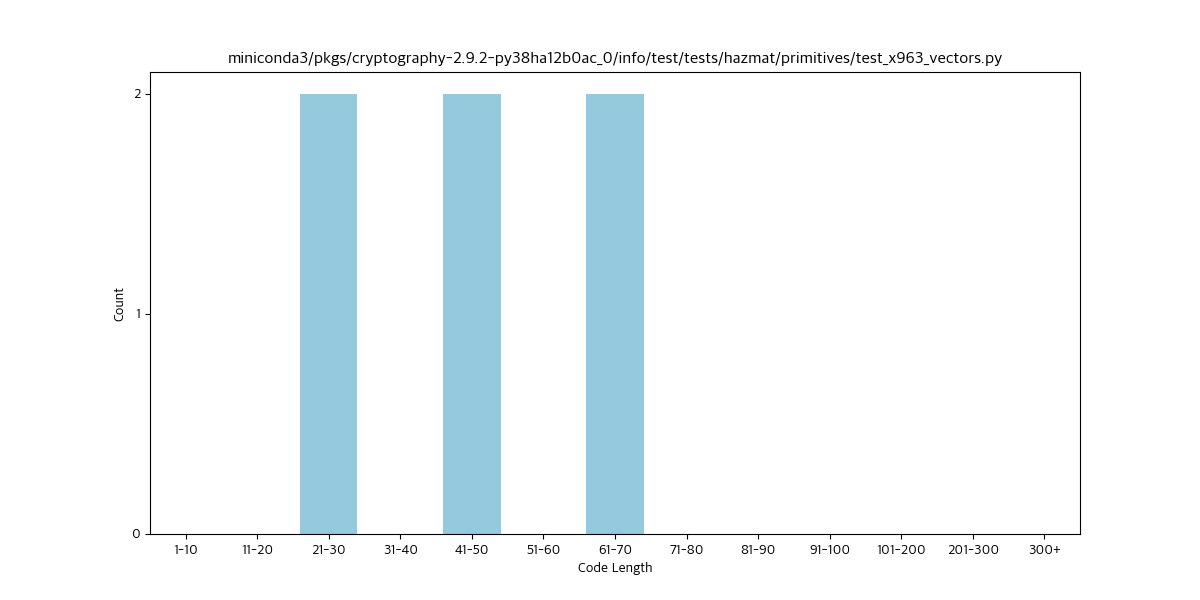 miniconda3/pkgs/cryptography-2.9.2-py38ha12b0ac_0/info/test/tests/hazmat/primitives/test_x963_vectors.py
2
1
0
Count
1-10 11-20 21-30 31-40 41-50 51-60 61-70 71-80 81-90 91-100 101-200 201-300 300+
Code Length